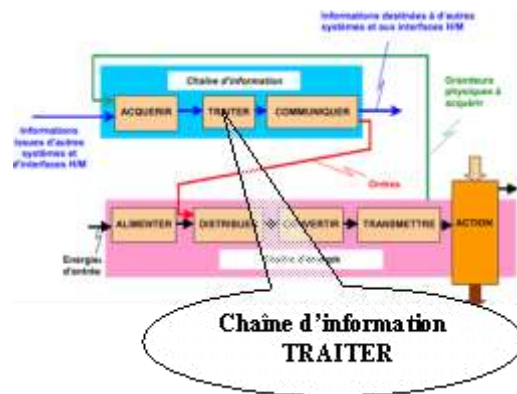 Informations destinées à d'autres
systèmes et aux interfaces H/M
Chaîne d'information
Grandeurs
physiques à
acquérir
ACQUÉRIR
TRAITER
COMMUNIQUER
Informations
issues d'autres
systèmes et
d'interfaces H/M
Ordres
ALIMENTER
DISTRIBUER
CONVERTIR
TRANSMETTRE
ACTION
Energies
d'entrée
Chaîne d'énergie
Chaîne d'information
TRAITER